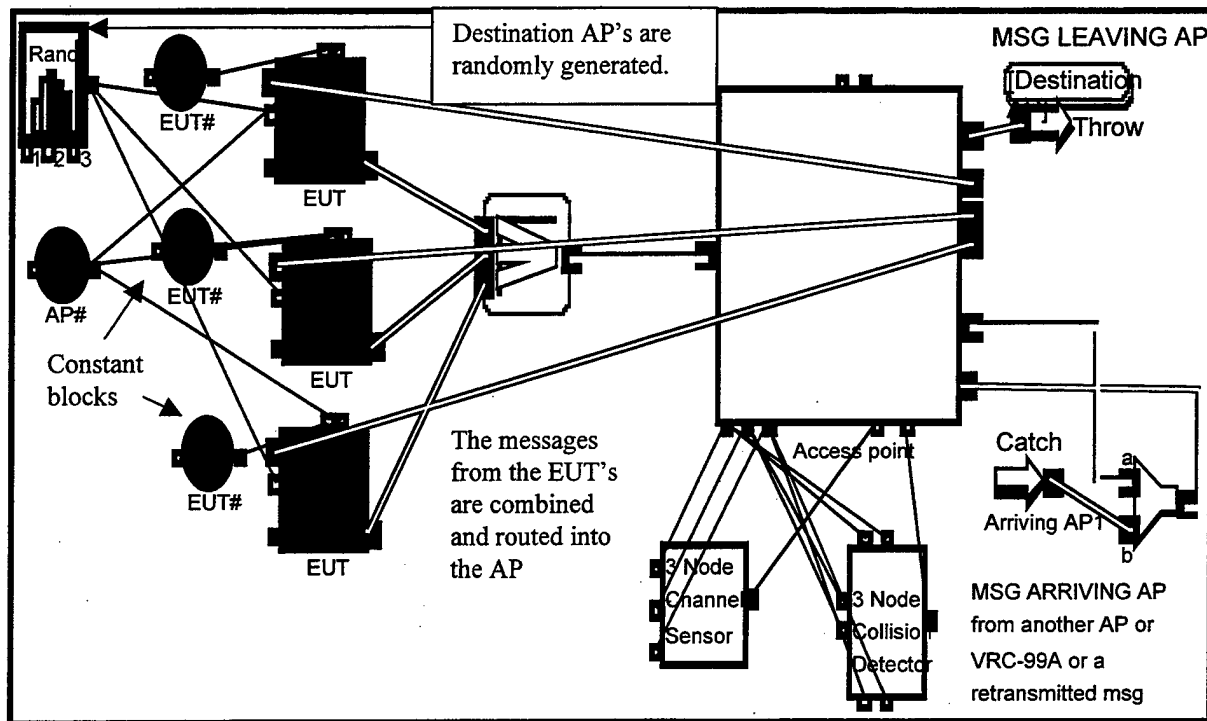 Rand
1 2 3
EUT#
Destination AP's are
randomly generated.
MSG LEAVING AP
Destination
Throw
EUT
AP#
EUT#
EUT
Constant
blocks
EUT#
EUT
The messages
from the EUT's
are combined
and routed into
the AP
Access point
3 Node
Channel
Sensor
3 Node
Collision
Detector
Catch
Arriving AP1
a
b
MSG ARRIVING AP
from another AP or
VRC-99A or a
retransmitted msg